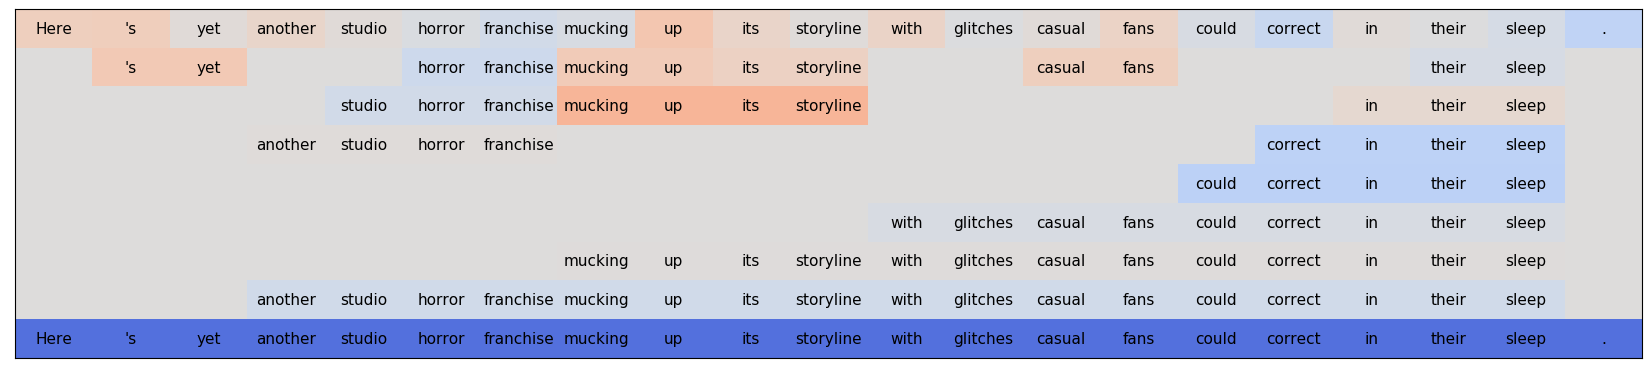 Here 's yet another studio horror franchise mucking up its storyline with glitches casual fans could correct in their sleep .
's yet horror franchise mucking up its storyline casual fans their sleep
studio horror franchise mucking up its storyline in their sleep
another studio horror franchise correct in their sleep
could correct in their sleep
with glitches casual fans could correct in their sleep
mucking up its storyline with glitches casual fans could correct in their sleep
another studio horror franchise mucking up its storyline with glitches casual fans could correct in their sleep
Here 's yet another studio horror franchise mucking up its storyline with glitches casual fans could correct in their sleep .